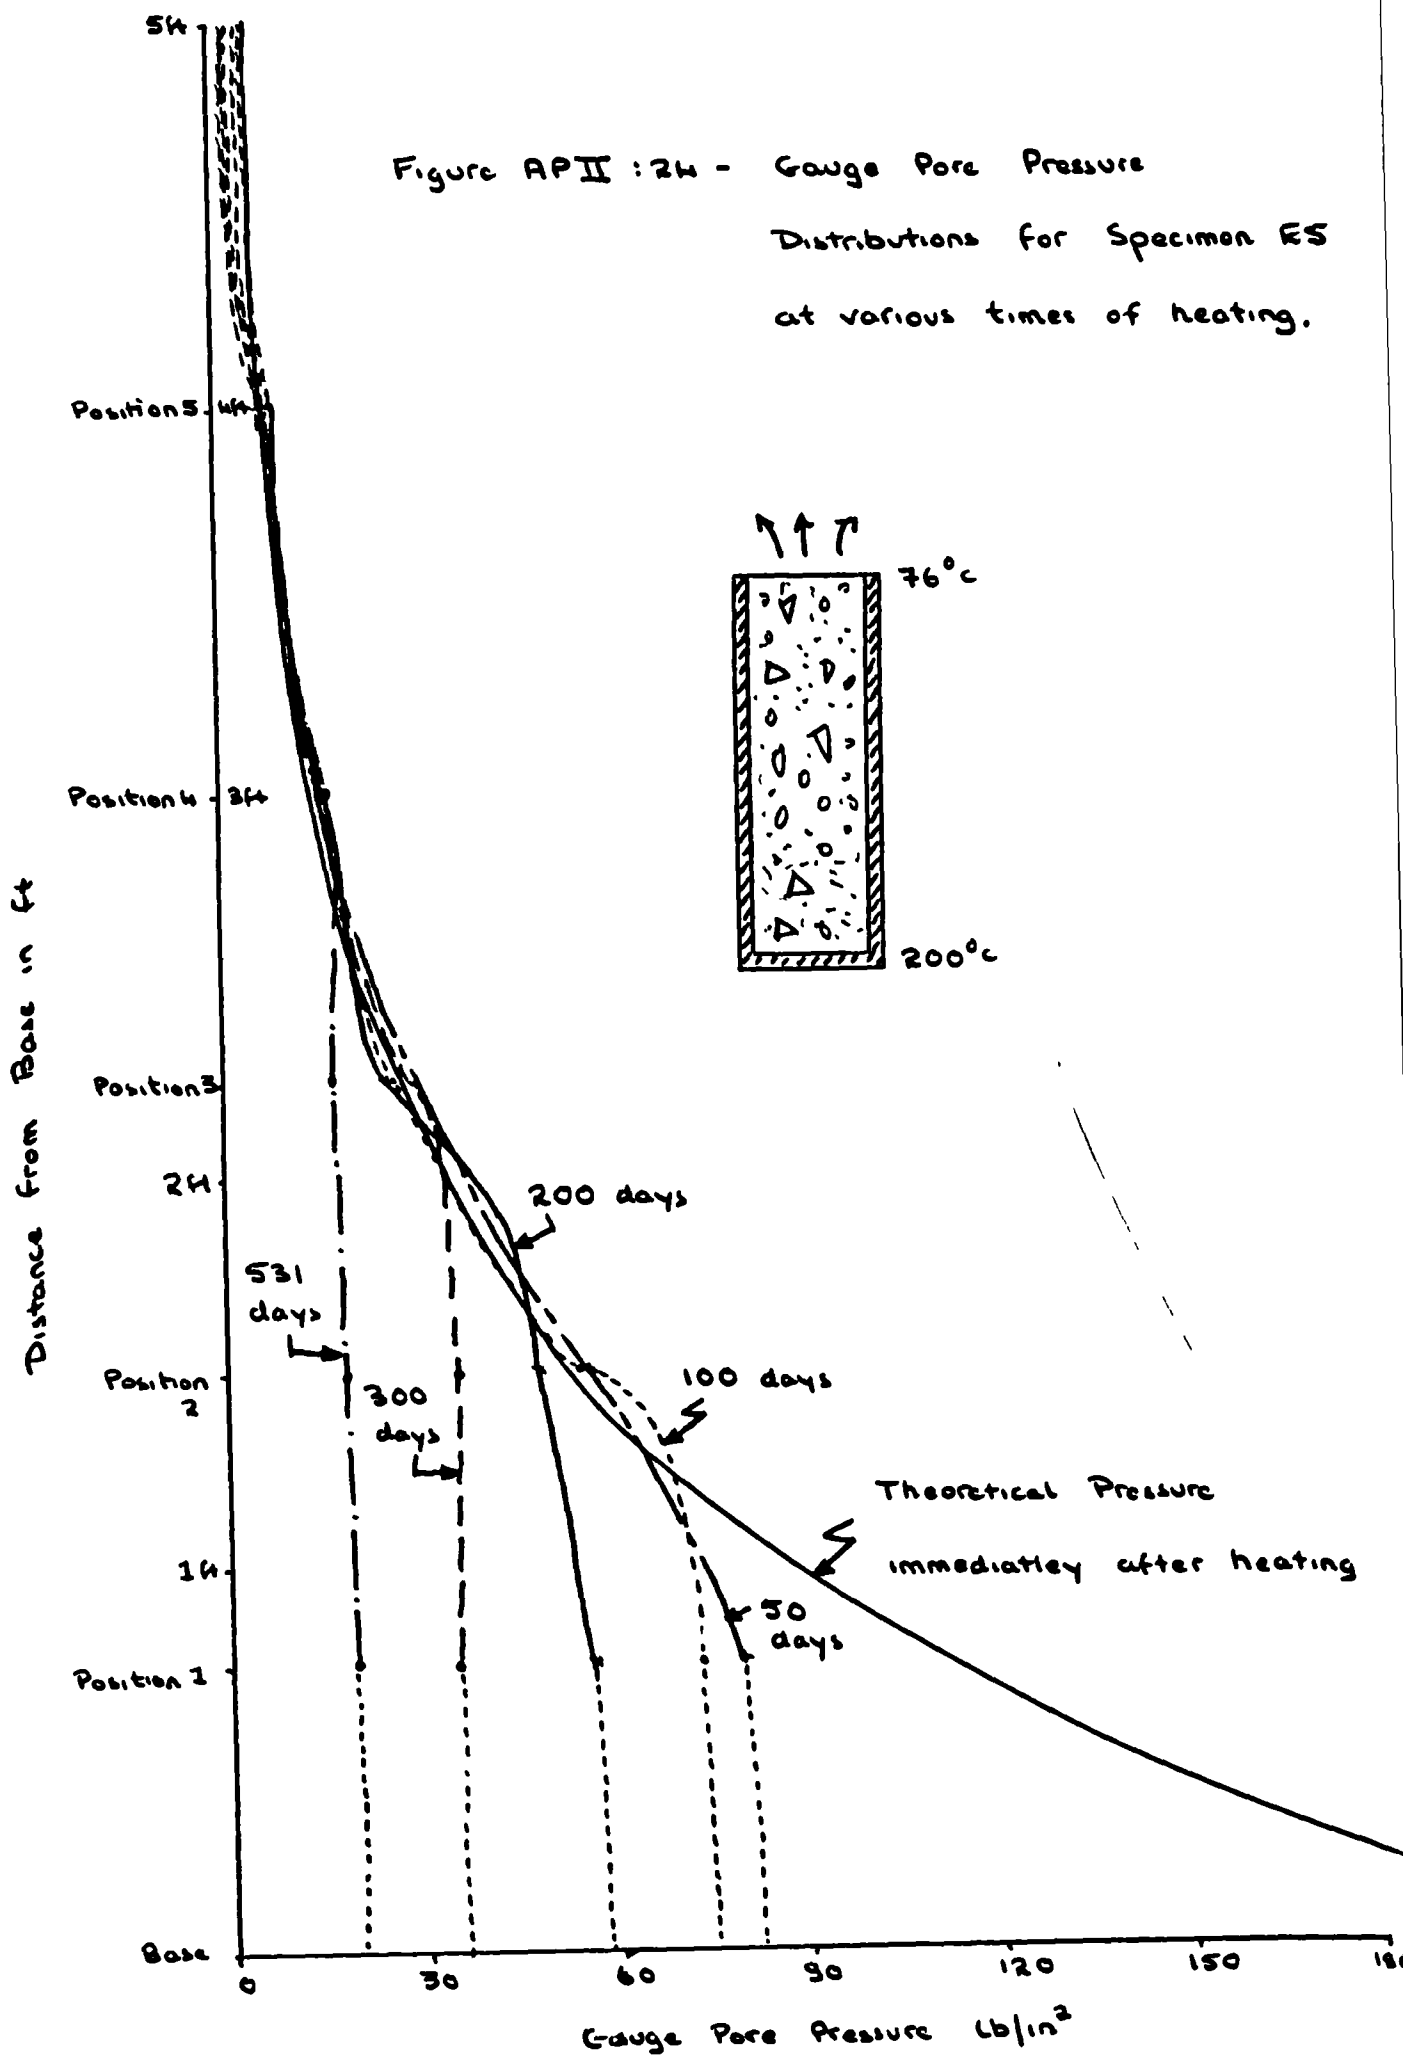 5ft
Figure APII : 24 - Gauge Pore Pressure
Distributions for Specimen E5
at various times of heating.
Position 5 4ft
76°c
Position 4 3ft
200°c
Distance from Base in ft
Position 3
2ft
200 days
531
days
Position
2
300
days
100 days
Theoretical Pressure
immediatley after heating
1ft
50
days
Position 1
Base
0 30 60 90 120 150
Gauge Pore Pressure lb/in²